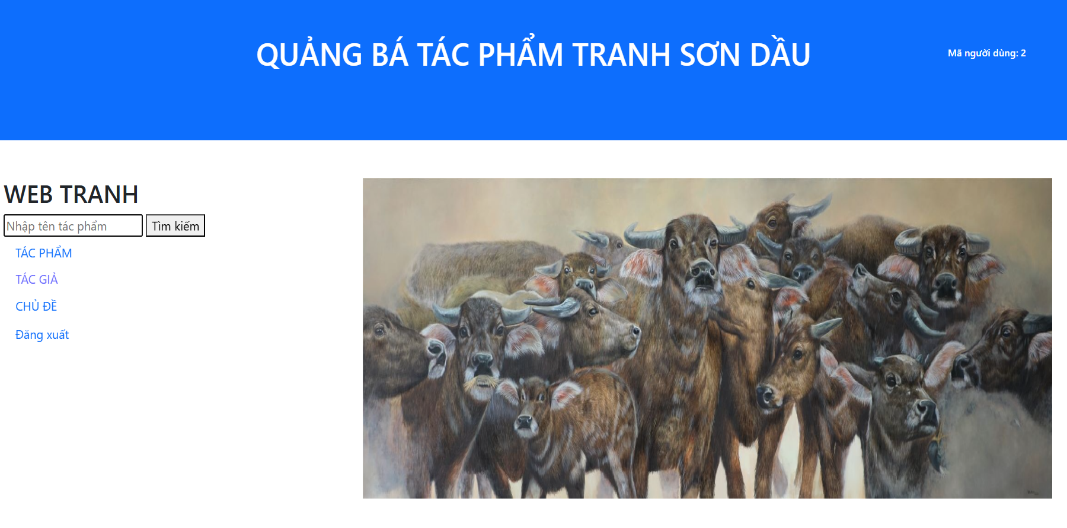 QUẢNG BÁ TÁC PHẨM TRANH SƠN DẦU
Mã người dùng: 2
WEB TRANH
Nhập tên tác phẩm
Tìm kiếm
TÁC PHẨM
TÁC GIẢ
CHỦ ĐỀ
Đăng xuất